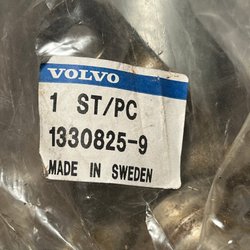 VOLVO
1 ST/PC
1330825-9
MADE IN SWEDEN